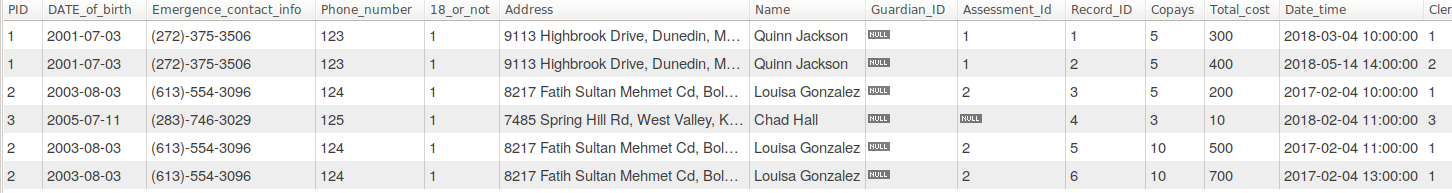 PID DATE_of_birth Emergence_contact_info Phone_number 18_or_not Address Name Guardian_ID Assessment_Id Record_ID Copays Total_cost Date_time Cler
1 2001-07-03 (272)-375-3506 123 1 9113 Highbrook Drive, Dunedin, M... Quinn Jackson NULL 1 1 5 300 2018-03-04 10:00:00 1
1 2001-07-03 (272)-375-3506 123 1 9113 Highbrook Drive, Dunedin, M... Quinn Jackson NULL 1 2 5 400 2018-05-14 14:00:00 2
2 2003-08-03 (613)-554-3096 124 1 8217 Fatih Sultan Mehmet Cd, Bol... Louisa Gonzalez NULL 2 3 5 200 2017-02-04 10:00:00 1
3 2005-07-11 (283)-746-3029 125 1 7485 Spring Hill Rd, West Valley, K... Chad Hall NULL NULL 4 3 10 2018-02-04 11:00:00 3
2 2003-08-03 (613)-554-3096 124 1 8217 Fatih Sultan Mehmet Cd, Bol... Louisa Gonzalez NULL 2 5 10 500 2017-02-04 11:00:00 1
2 2003-08-03 (613)-554-3096 124 1 8217 Fatih Sultan Mehmet Cd, Bol... Louisa Gonzalez NULL 2 6 10 700 2017-02-04 13:00:00 1